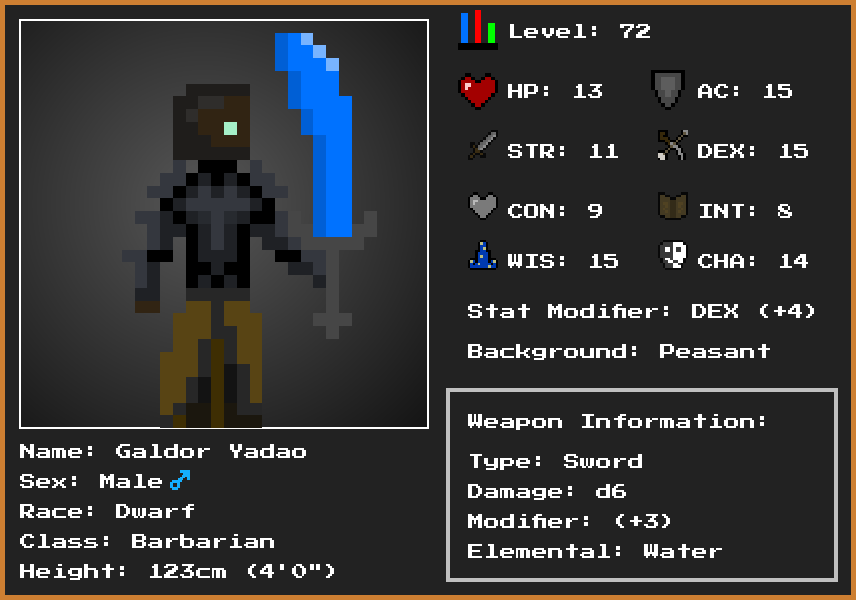 Level: 72
HP: 13 AC: 15
STR: 11 DEX: 15
CON: 9 INT: 8
WIS: 15 CHA: 14
Stat Modifier: DEX (+4)
Background: Peasant
Weapon Information:
Type: Sword
Damage: d6
Modifier: (+3)
Elemental: Water
Name: Galdor Yadao
Sex: Male♂
Race: Dwarf
Class: Barbarian
Height: 123cm (4'0")